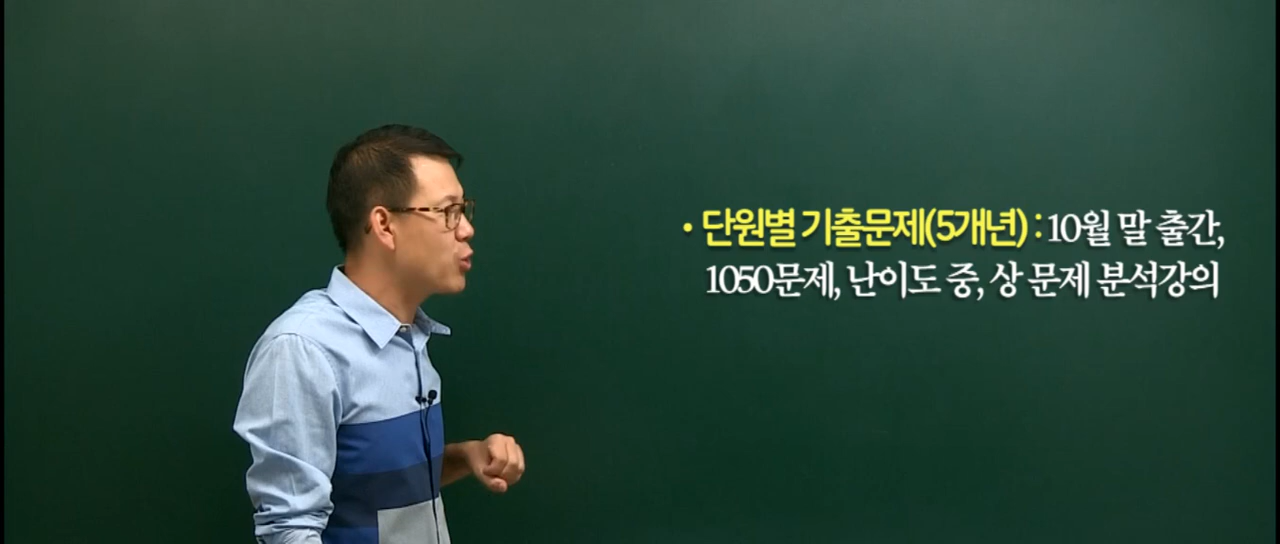 • 단원별 기출문제(5개년) : 10월 말 출간,
1050문제, 난이도 중, 상 문제 분석강의